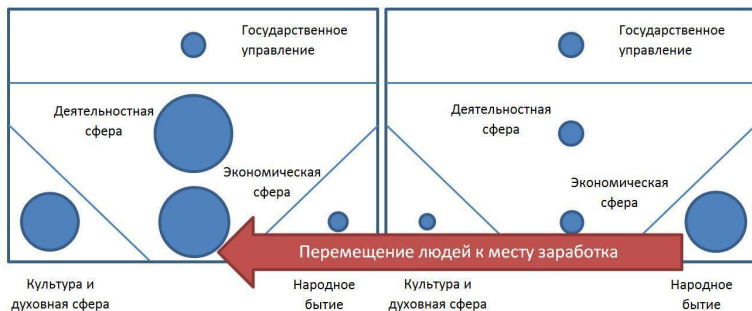 Государственное
управление
Деятельностная
сфера
Экономическая
сфера
Культура и
духовная сфера
Народное
бытие
Государственное
управление
Деятельностная
сфера
Экономическая
сфера
Культура и
духовная сфера
Народное
бытие
Перемещение людей к месту заработка